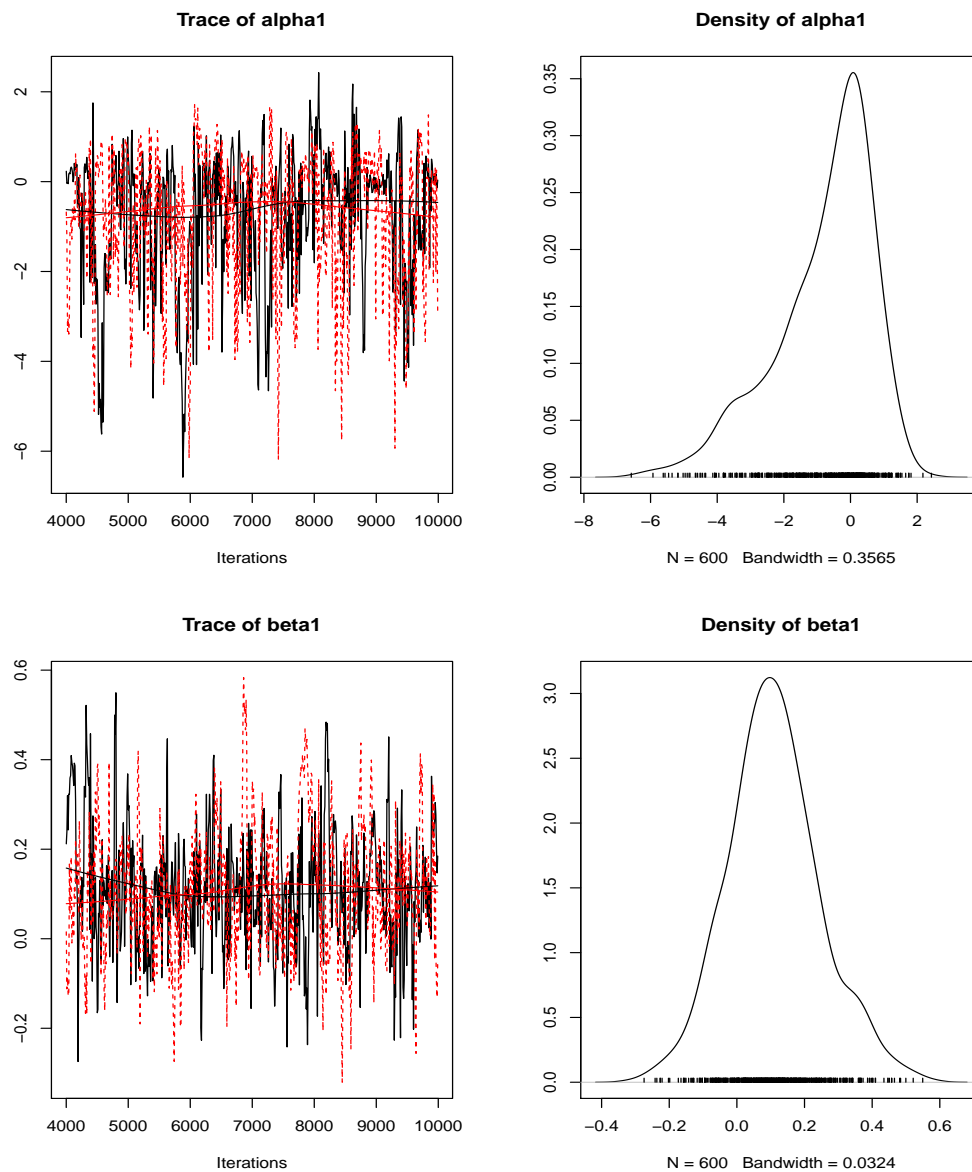 Trace of alpha1
2
0
−2
−4
−6
4000 5000 6000 7000 8000 9000 10000
Iterations
Density of alpha1
0.35
0.30
0.25
0.20
0.15
0.10
0.05
0.00
−8 −6 −4 −2 0 2
N = 600 Bandwidth = 0.3565
Trace of beta1
0.6
0.4
0.2
0.0
−0.2
4000 5000 6000 7000 8000 9000 10000
Iterations
Density of beta1
3.0
2.5
2.0
1.5
1.0
0.5
0.0
−0.4 −0.2 0.0 0.2 0.4 0.6
N = 600 Bandwidth = 0.0324